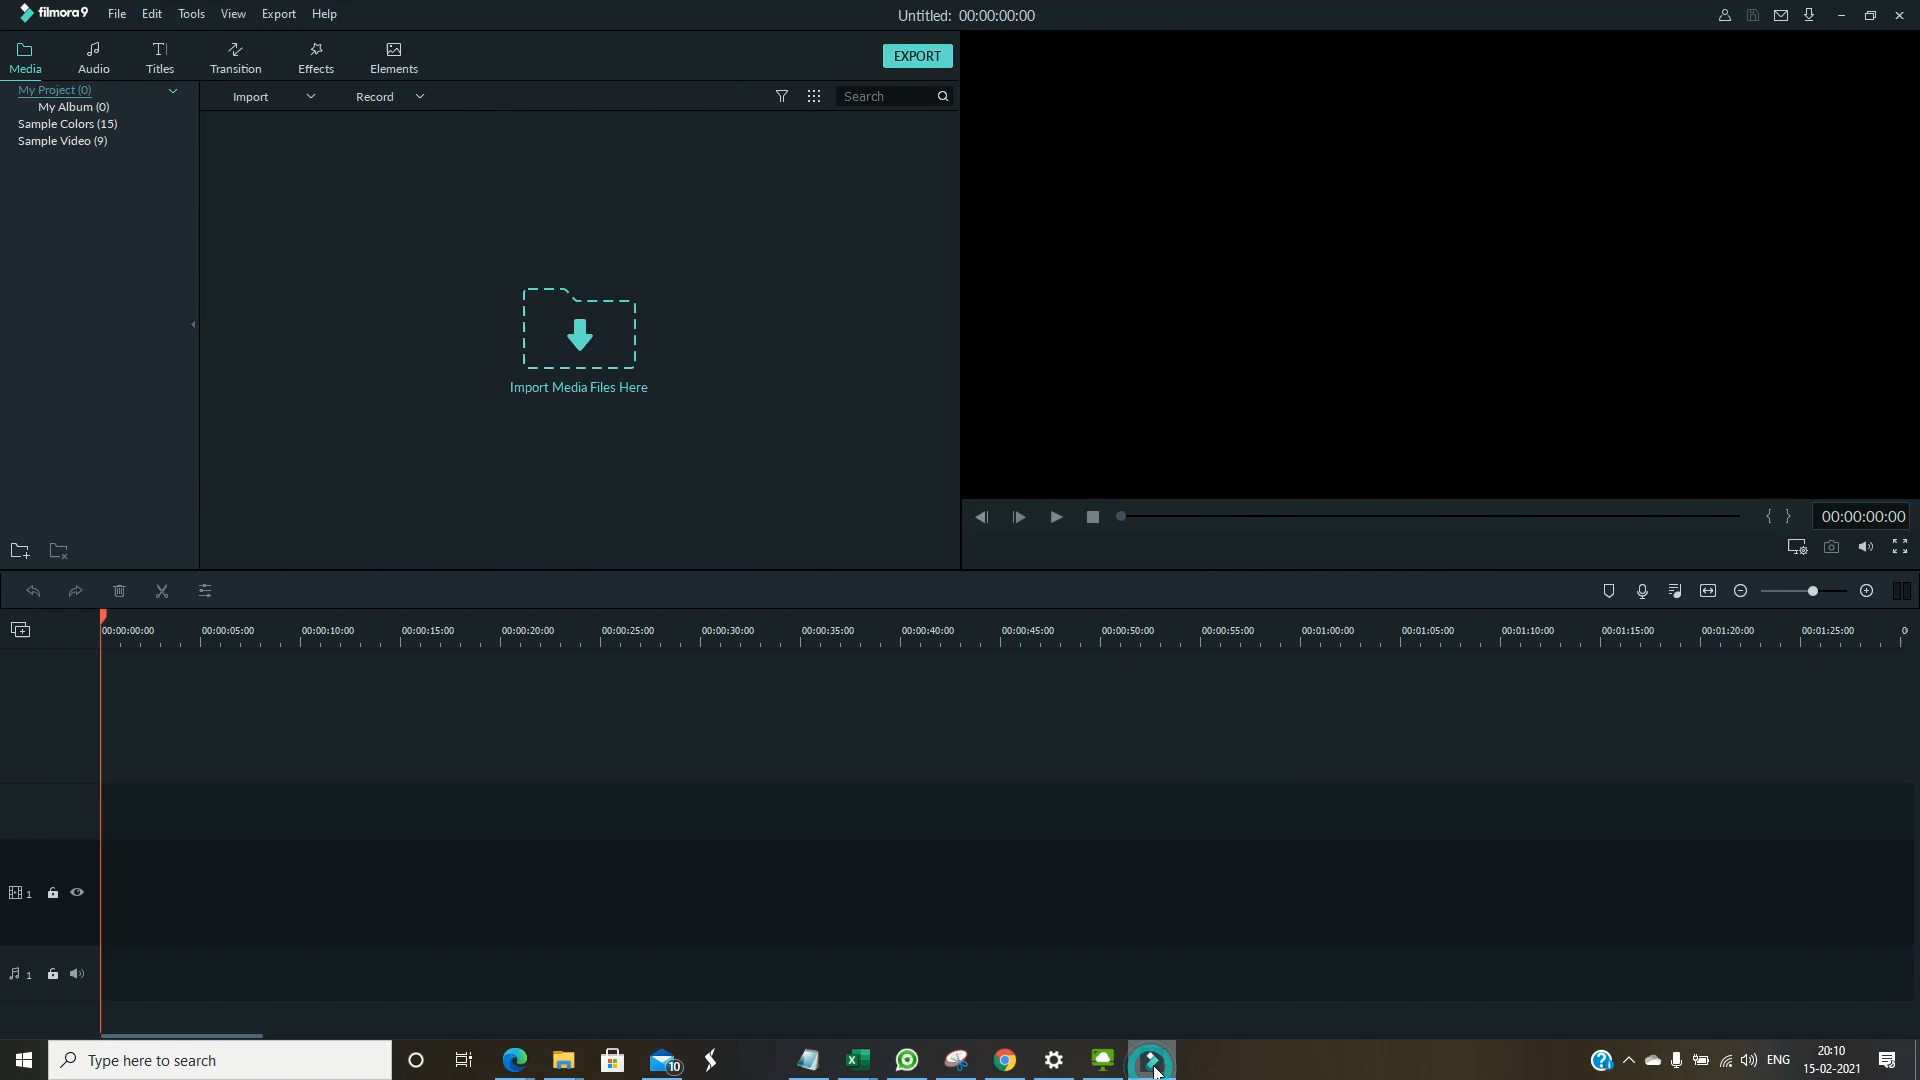 filmora9 File Edit Tools View Export Help Untitled: 00:00:00:00
Media Audio Titles Transition Effects Elements EXPORT
My Project (0)
My Album (0)
Sample Colors (15)
Sample Video (9)
Import Record Search
Import Media Files Here
{ } 00:00:00:00
00:00:00:00 00:00:05:00 00:00:10:00 00:00:15:00 00:00:20:00 00:00:25:00 00:00:30:00 00:00:35:00 00:00:40:00 00:00:45:00 00:00:50:00 00:00:55:00 00:01:00:00 00:01:05:00 00:01:10:00 00:01:15:00 00:01:20:00 00:01:25:00
1
1
Type here to search 10 ENG 20:10
15-02-2021